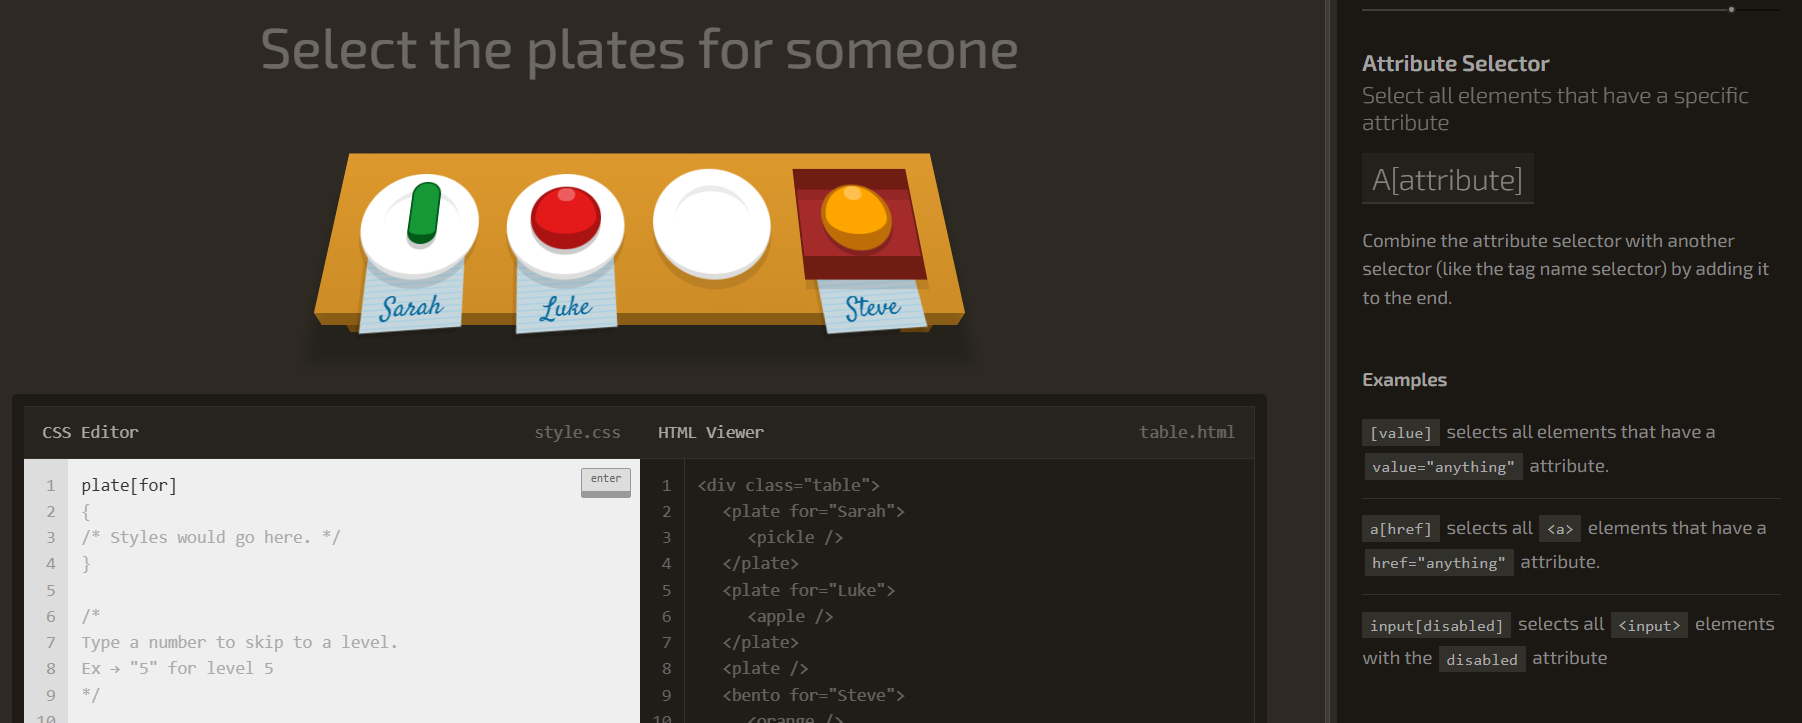 Select the plates for someone
Sarah
Luke
Steve
CSS Editor
style.css
1 plate[for]
enter
2 {
3 /* Styles would go here. */
4 }
5
6 /*
7 Type a number to skip to a level.
8 Ex → "5" for level 5
9 */
10
HTML Viewer
table.html
1 <div class="table">
2 <plate for="Sarah">
3 <pickle />
4 </plate>
5 <plate for="Luke">
6 <apple />
7 </plate>
8 <plate />
9 <bento for="Steve">
10 <orange />
Attribute Selector
Select all elements that have a specific
attribute
A[attribute]
Combine the attribute selector with another
selector (like the tag name selector) by adding it
to the end.
Examples
[value] selects all elements that have a
value="anything" attribute.
a[href] selects all <a> elements that have a
href="anything" attribute.
input[disabled] selects all <input> elements
with the disabled attribute